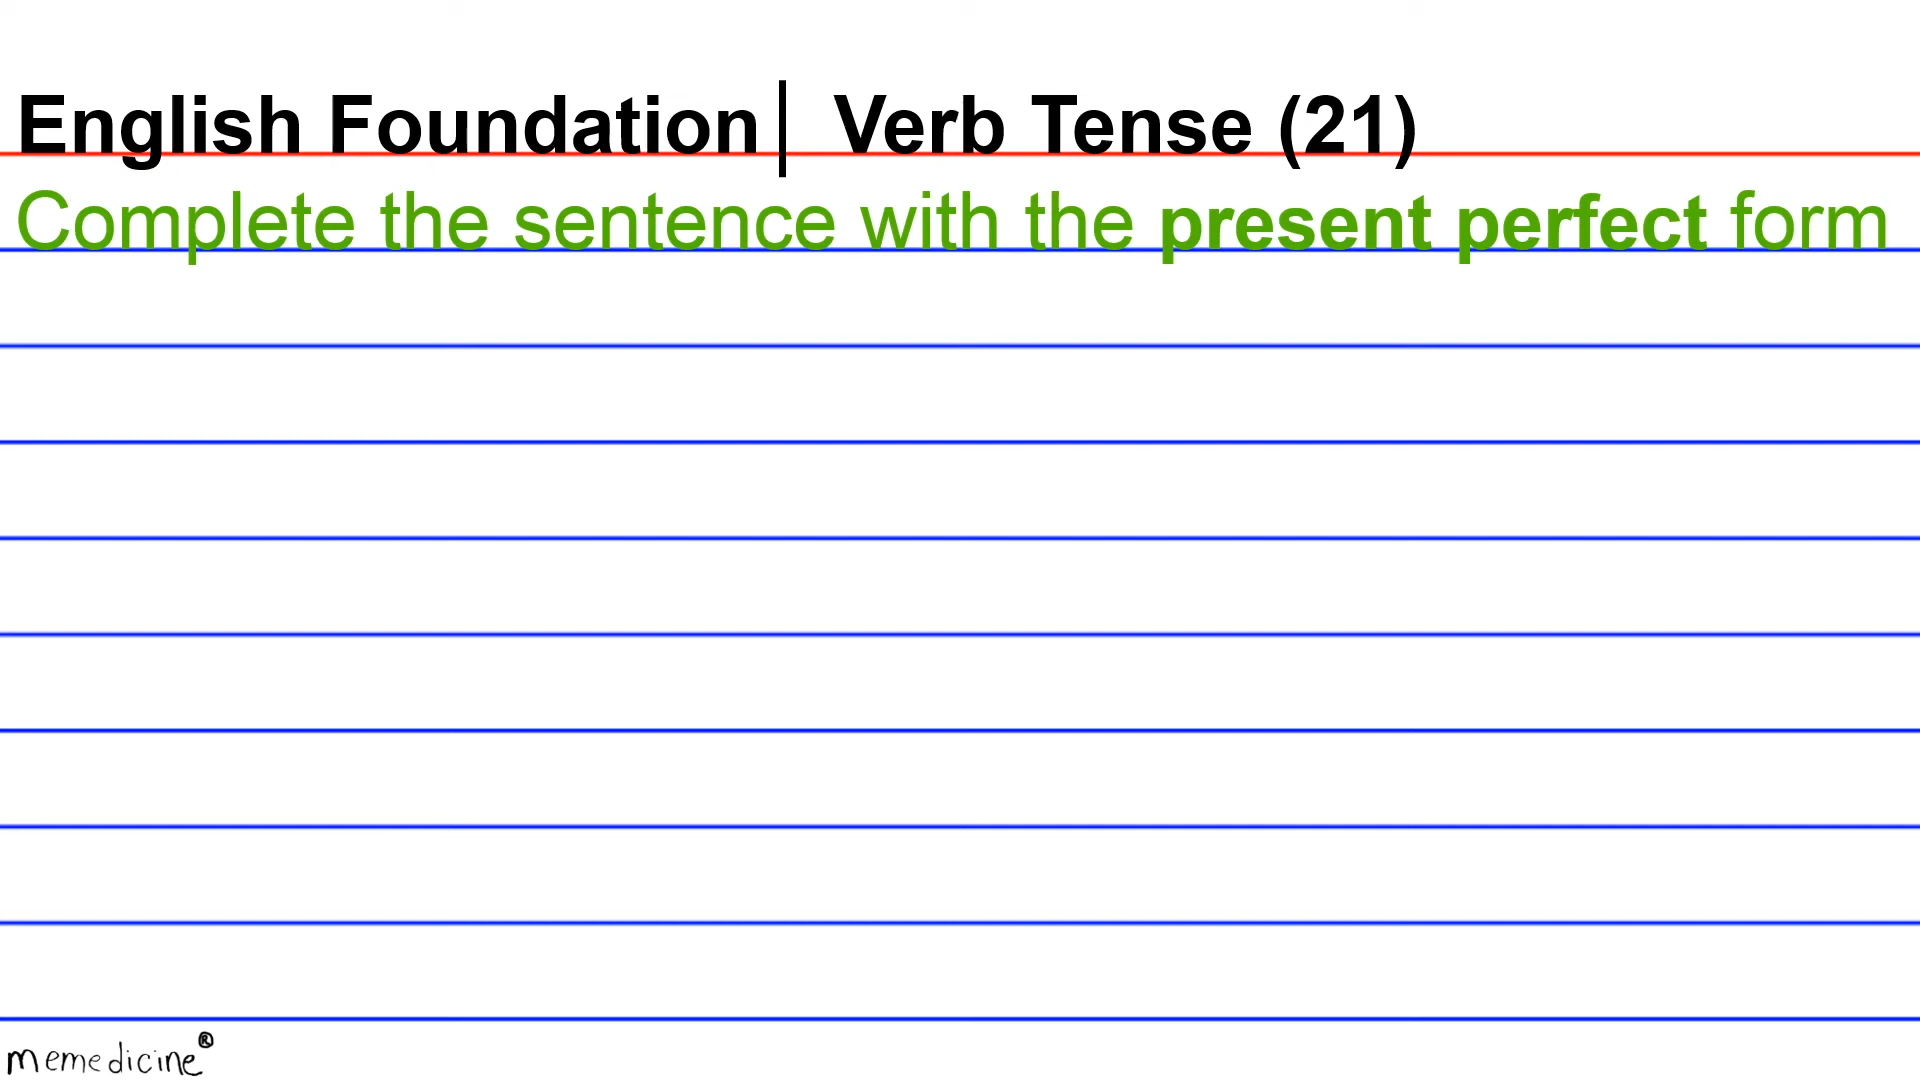 English Foundation| Verb Tense (21)
Complete the sentence with the present perfect form
memedicine®